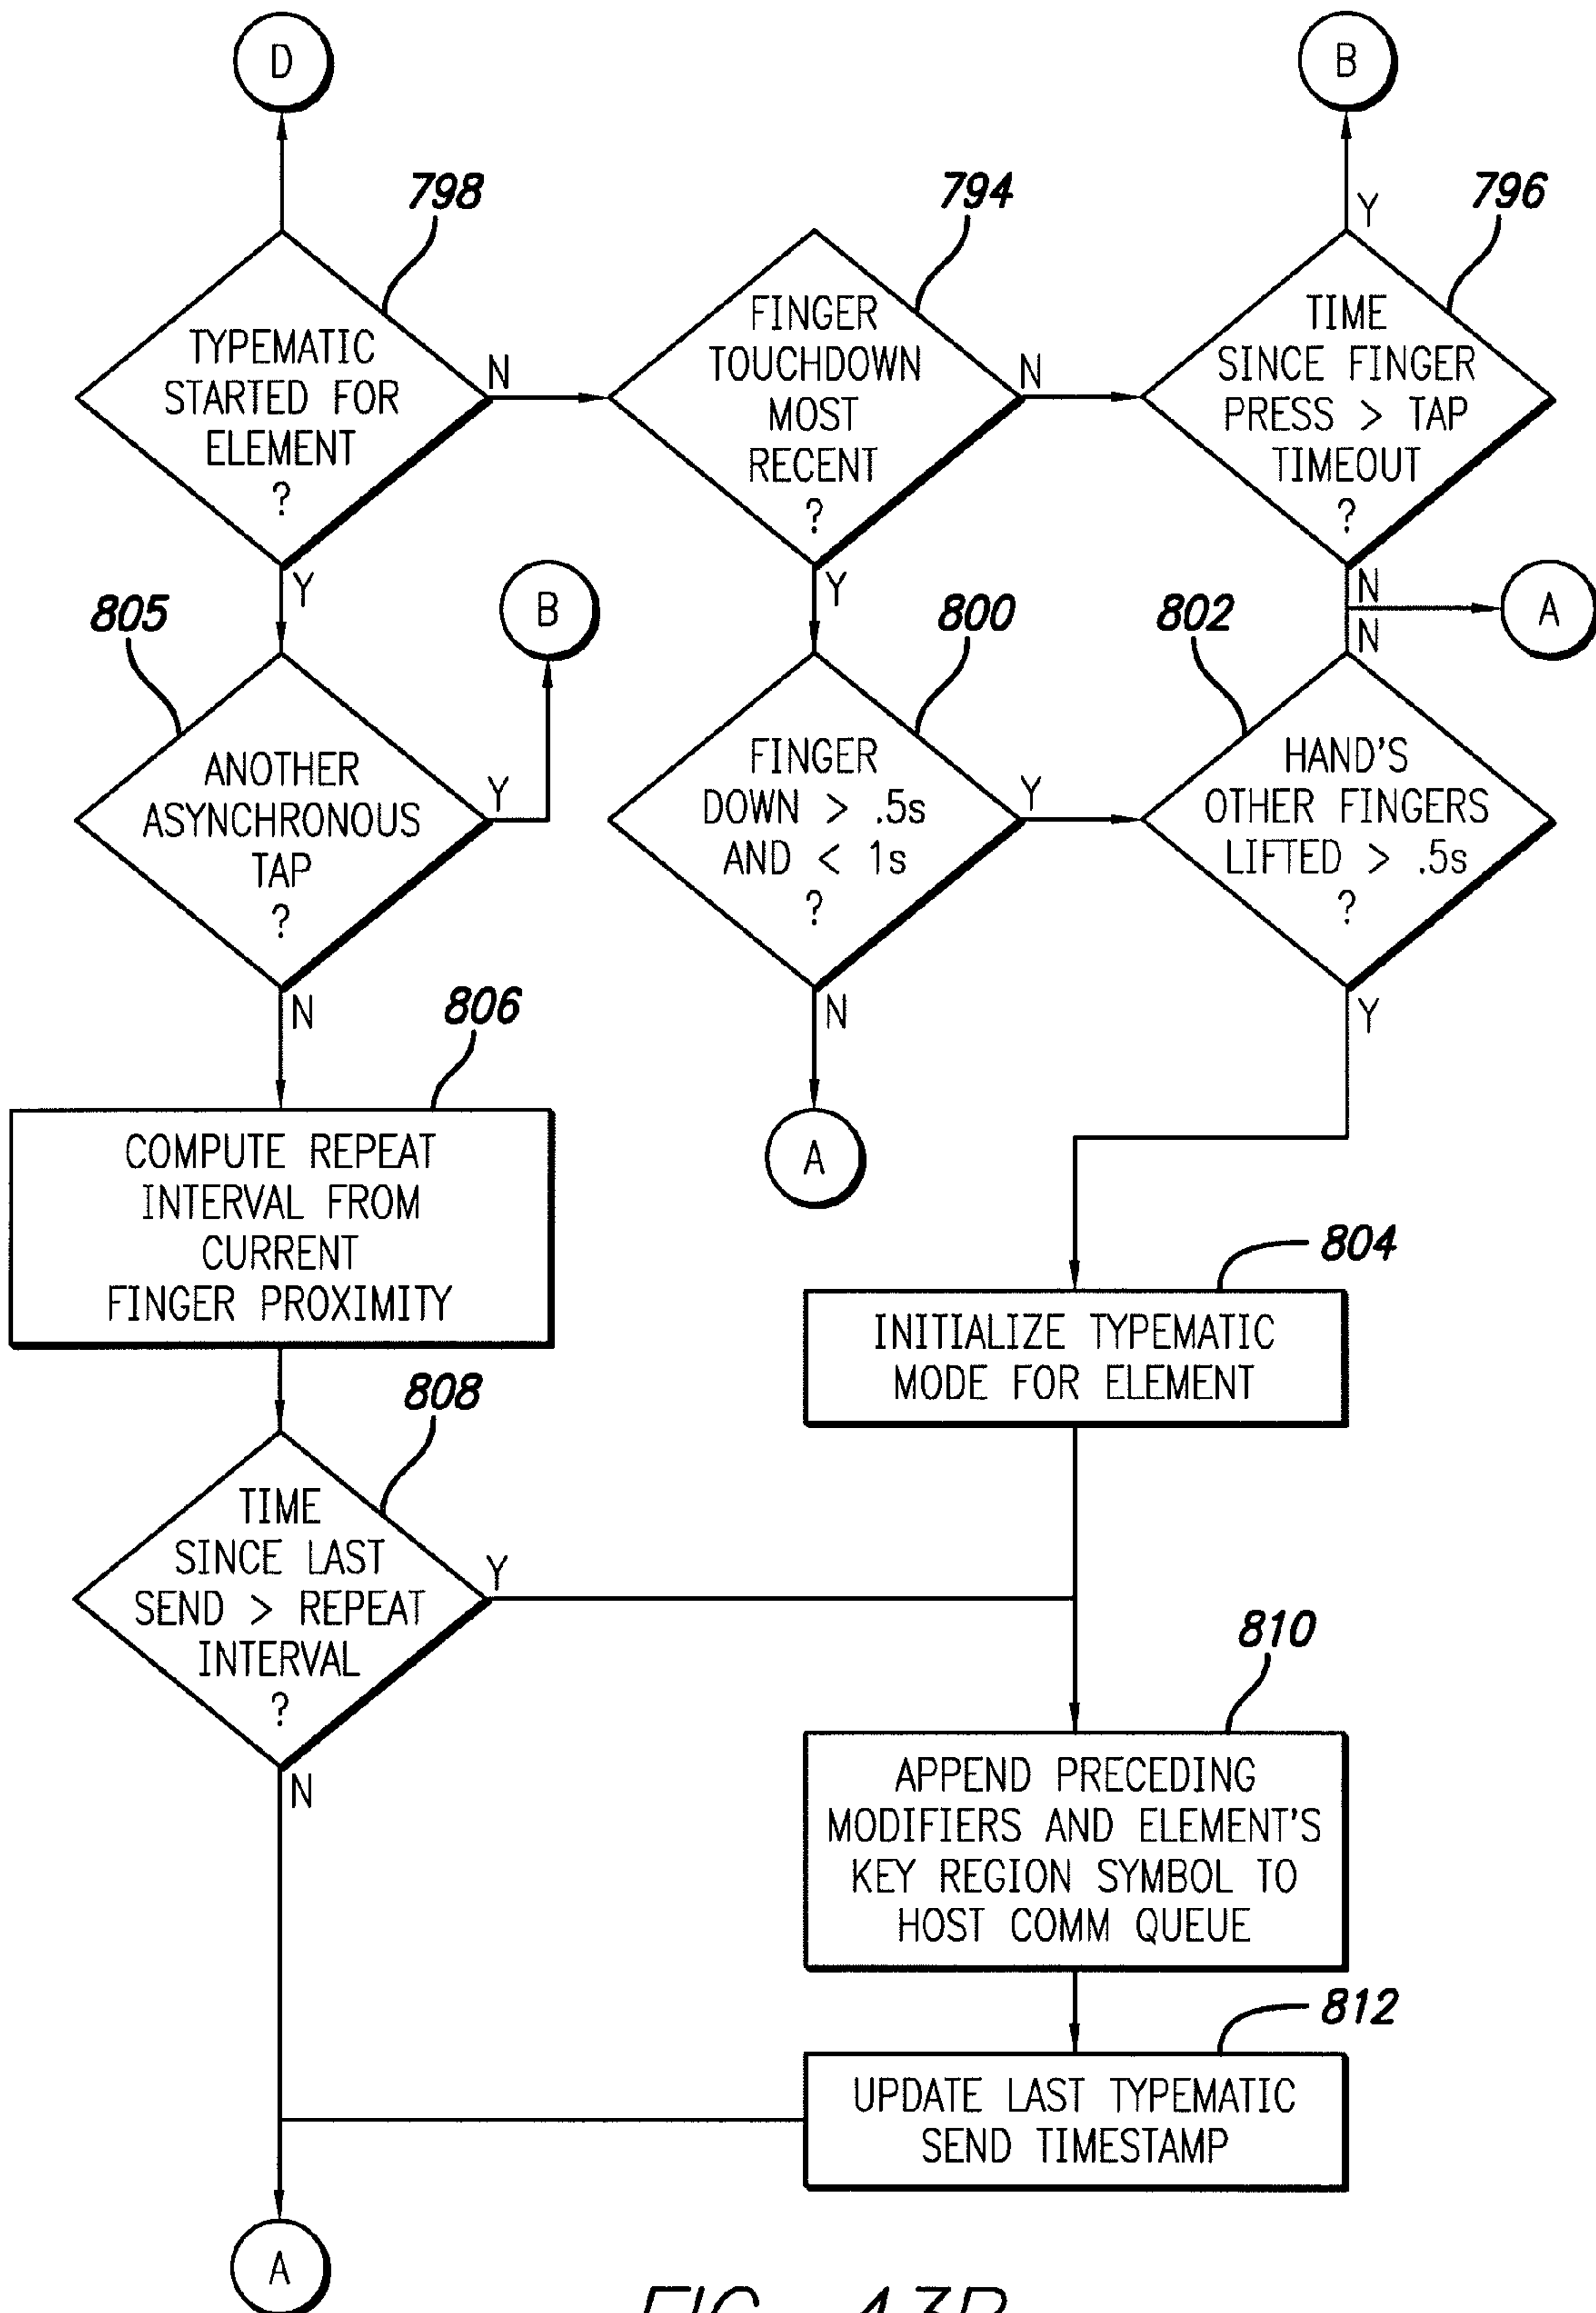 D
B
798
794
796
TYPEMATIC
STARTED FOR
ELEMENT
?
N
Y
FINGER
TOUCHDOWN
MOST
RECENT
?
N
Y
Y
TIME
SINCE FINGER
PRESS > TAP
TIMEOUT
?
N
N
A
805
B
800
802
ANOTHER
ASYNCHRONOUS
TAP
?
Y
N
FINGER
DOWN > .5s
AND < 1s
?
Y
N
A
HAND'S
OTHER FINGERS
LIFTED > .5s
?
Y
806
COMPUTE REPEAT
INTERVAL FROM
CURRENT
FINGER PROXIMITY
804
INITIALIZE TYPEMATIC
MODE FOR ELEMENT
808
TIME
SINCE LAST
SEND > REPEAT
INTERVAL
?
Y
N
810
APPEND PRECEDING
MODIFIERS AND ELEMENT'S
KEY REGION SYMBOL TO
HOST COMM QUEUE
812
UPDATE LAST TYPEMATIC
SEND TIMESTAMP
A